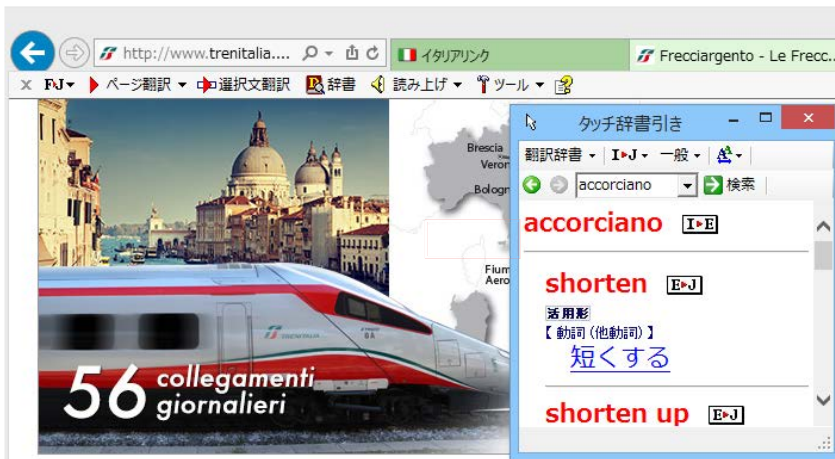 http://www.trenitalia....
イタリアリンク
Frecciargento - Le Frecc...
× FJ ページ翻訳 選択文翻訳 辞書 読み上げ ツール
Brescia
Veron
Bologn
Fium
Aero
TRENITALIA
56 collegamenti
giornalieri
タッチ辞書引き
翻訳辞書 I▸J 一般 A
accorciano 検索
accorciano I▸E
shorten E▸J
活用形
【 動詞 (他動詞) 】
短くする
shorten up E▸J